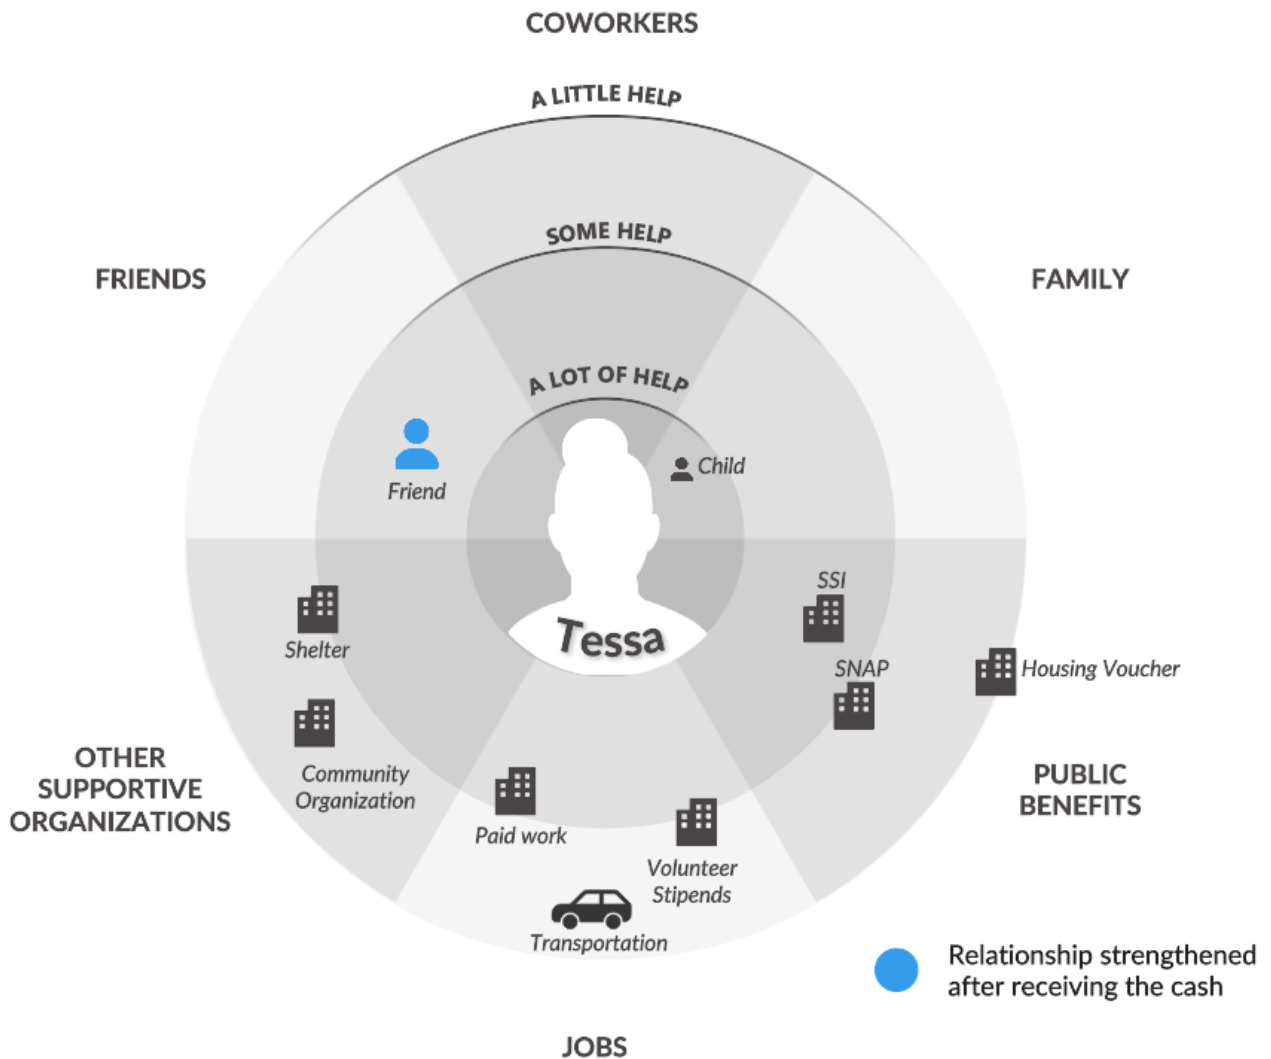 COWORKERS
A LITTLE HELP
SOME HELP
FRIENDS
FAMILY
A LOT OF HELP
Child
Friend
SSI
Shelter
Tessa
SNAP
Housing Voucher
Community
Organization
OTHER
SUPPORTIVE
ORGANIZATIONS
PUBLIC
BENEFITS
Paid work
Volunteer
Stipends
Transportation
Relationship strengthened
after receiving the cash
JOBS